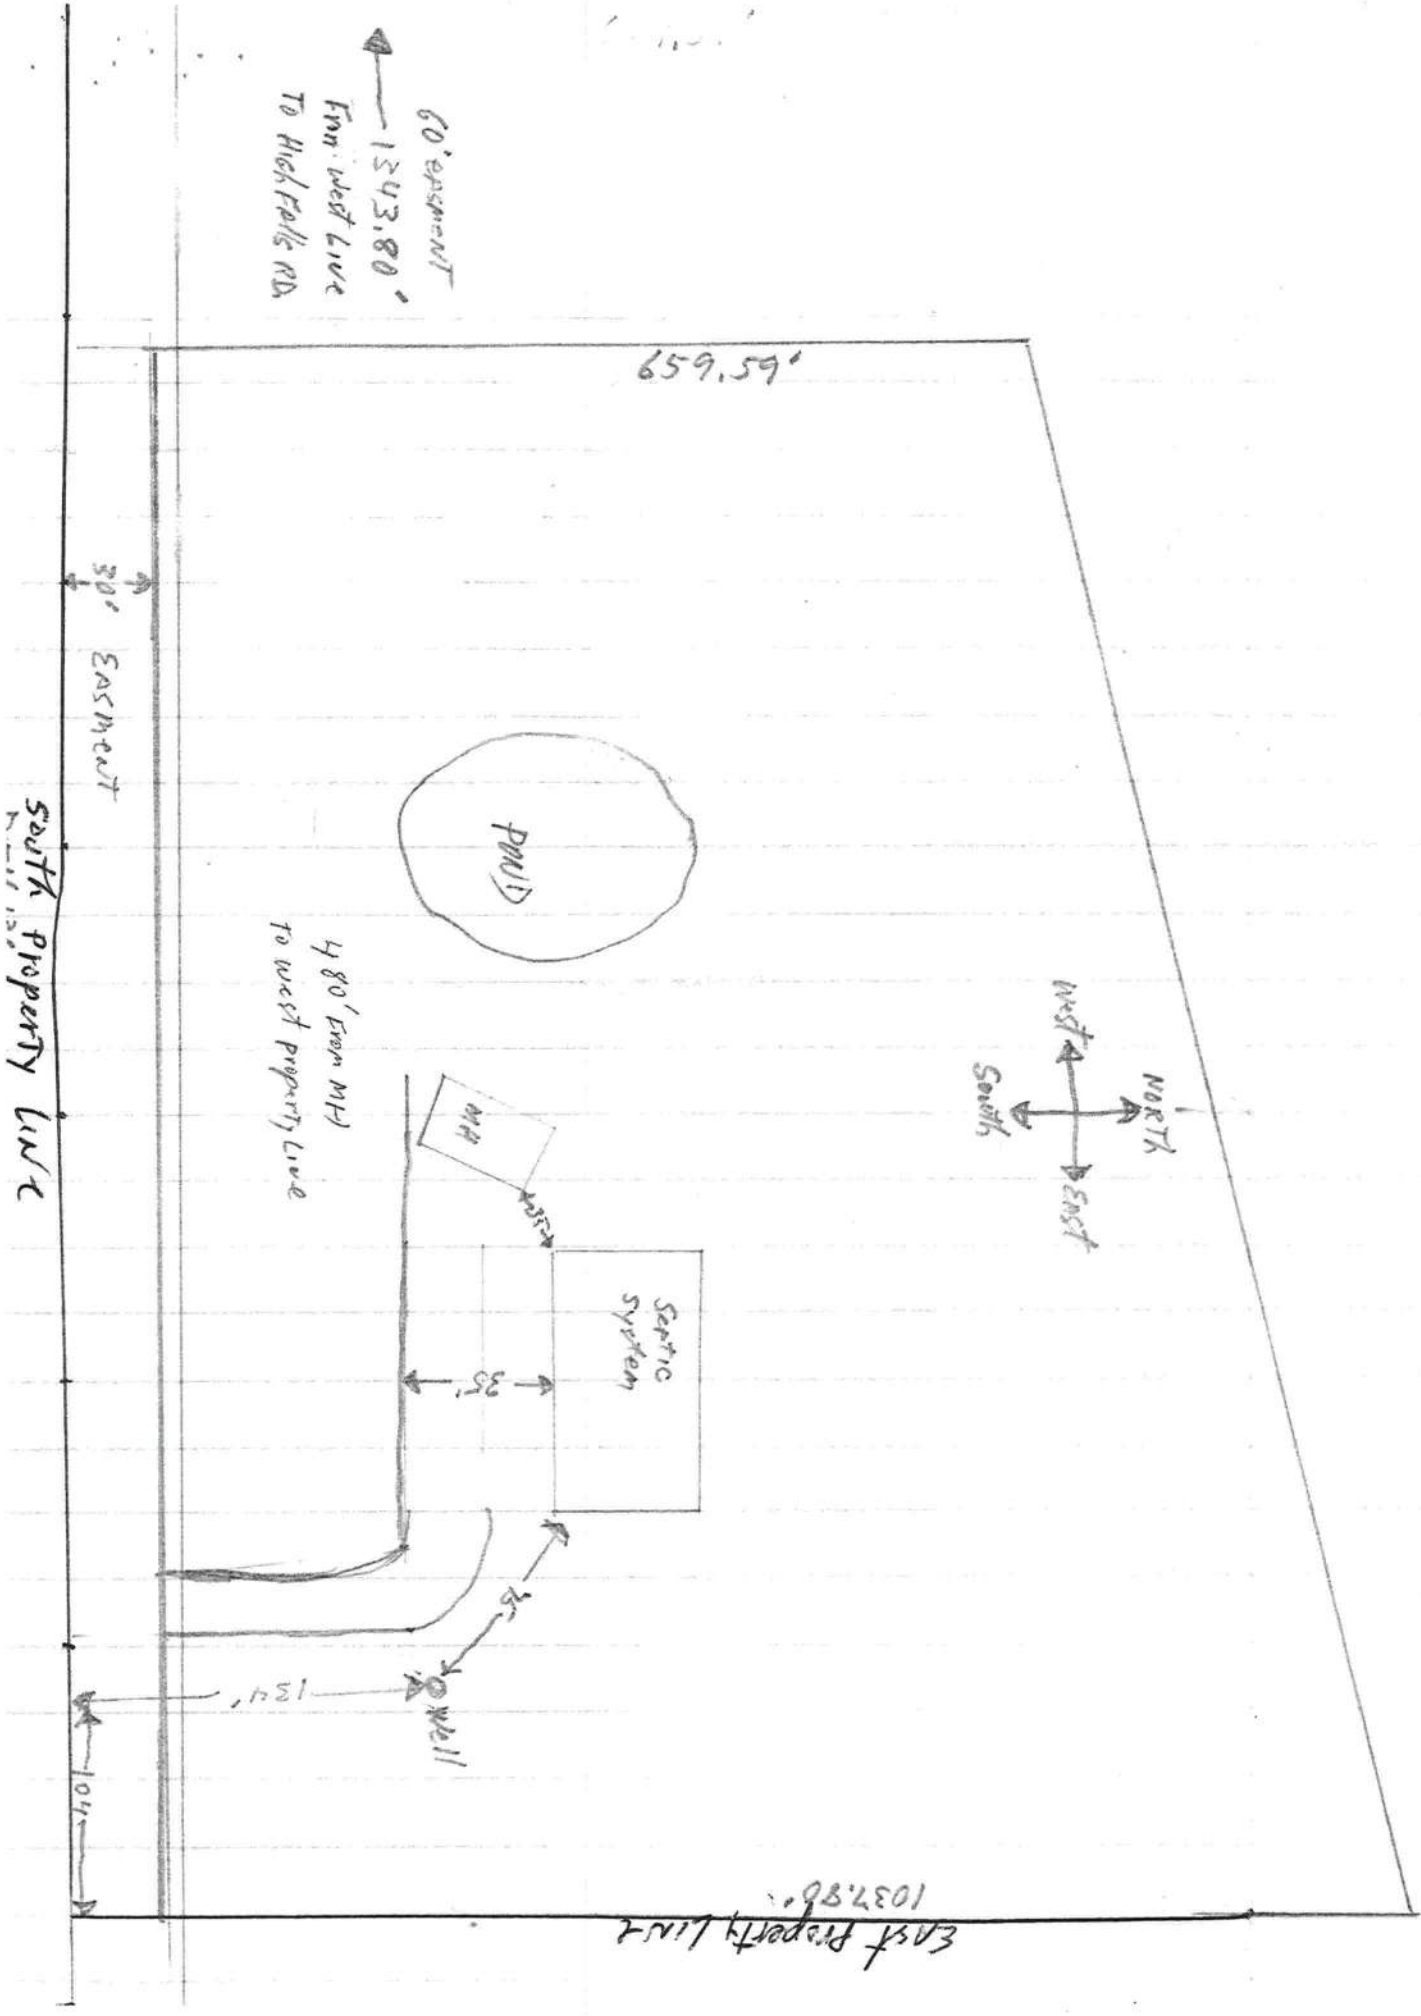 60' EASMENT
1343.80'
From West Line
To High Falls RD
659.59'
30' EASMENT
South Property Line
POND
480' From MH
To West property Line
MH
35'
Septic
System
35'
NORTH
West
East
South
Well
134'
104'
1037.80'
East Property Line